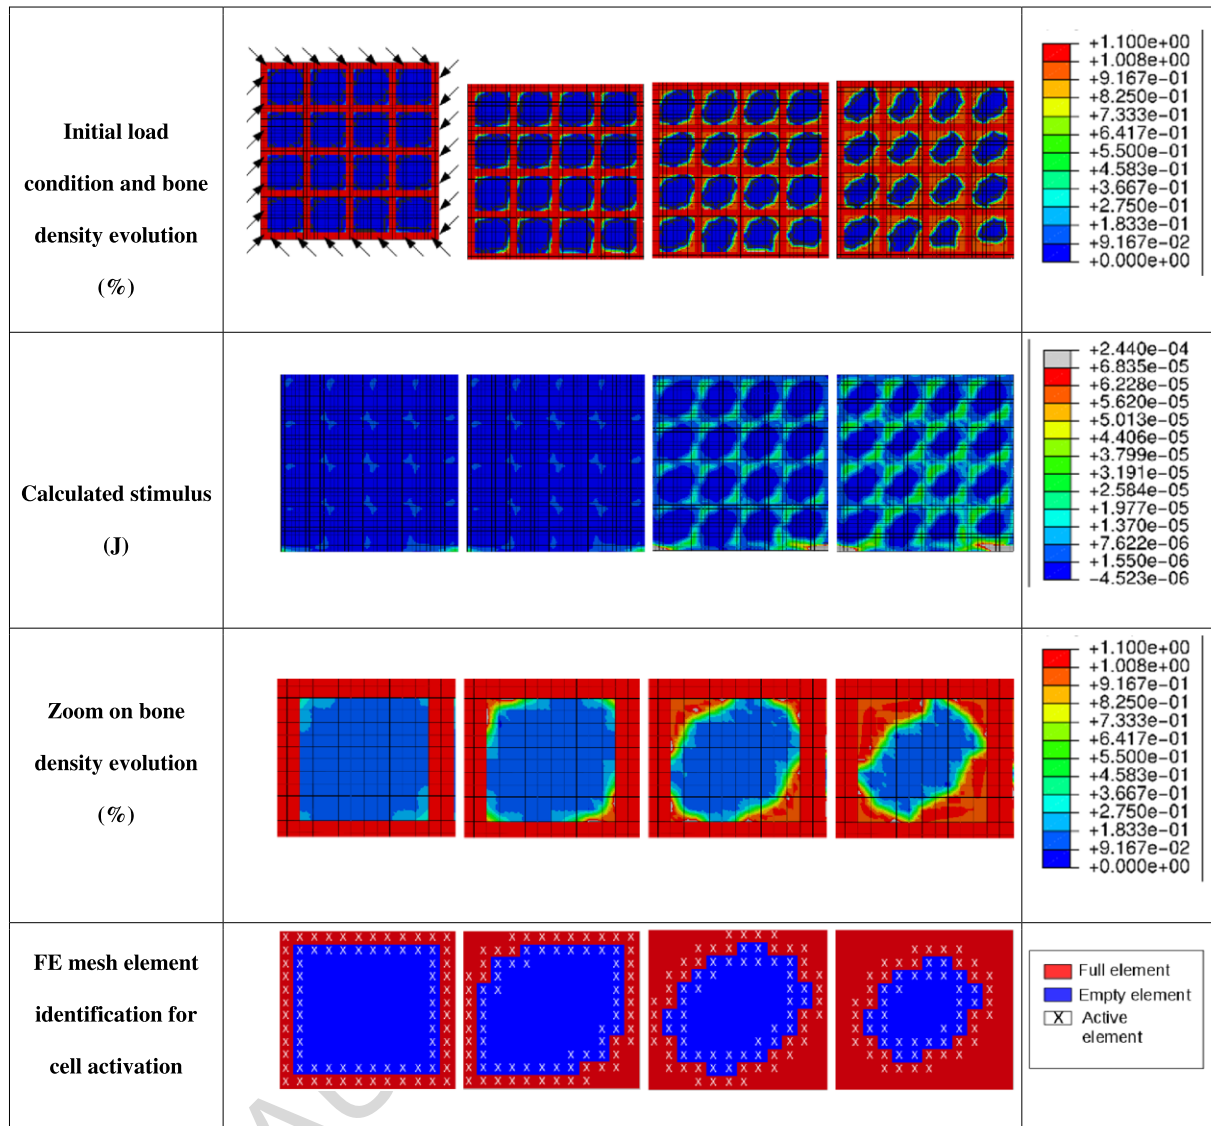 Initial load
condition and bone
density evolution
(%)
+1.100e+00
+1.008e+00
+9.167e-01
+8.250e-01
+7.333e-01
+6.417e-01
+5.500e-01
+4.583e-01
+3.667e-01
+2.750e-01
+1.833e-01
+9.167e-02
+0.000e+00
Calculated stimulus
(J)
+2.440e-04
+6.835e-05
+6.228e-05
+5.620e-05
+5.013e-05
+4.406e-05
+3.799e-05
+3.191e-05
+2.584e-05
+1.977e-05
+1.370e-05
+7.622e-06
+1.550e-06
-4.523e-06
Zoom on bone
density evolution
(%)
+1.100e+00
+1.008e+00
+9.167e-01
+8.250e-01
+7.333e-01
+6.417e-01
+5.500e-01
+4.583e-01
+3.667e-01
+2.750e-01
+1.833e-01
+9.167e-02
+0.000e+00
FE mesh element
identification for
cell activation
Full element
Empty element
X Active
element